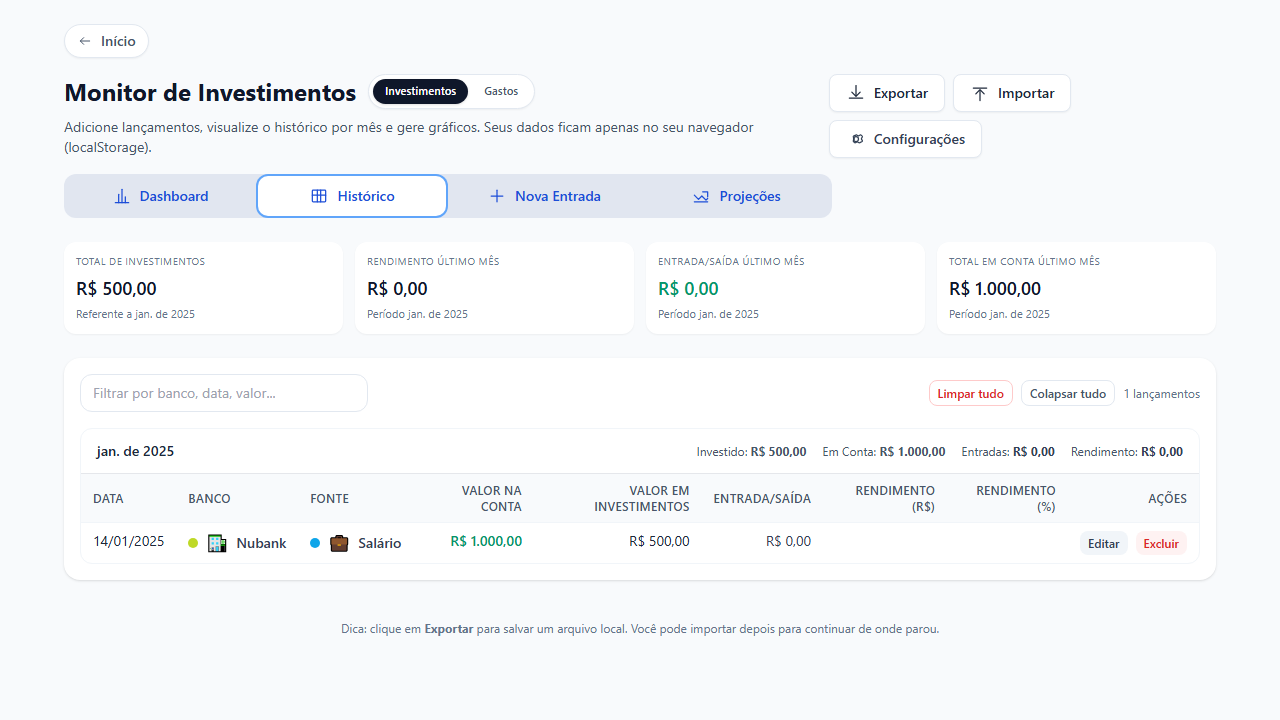 Início
Monitor de Investimentos
Investimentos
Gastos
Exportar
Importar
Configurações
Adicione lançamentos, visualize o histórico por mês e gere gráficos. Seus dados ficam apenas no seu navegador
(localStorage).
Dashboard
Histórico
Nova Entrada
Projeções
TOTAL DE INVESTIMENTOS
R$ 500,00
Referente a jan. de 2025
RENDIMENTO ÚLTIMO MÊS
R$ 0,00
Período jan. de 2025
ENTRADA/SAÍDA ÚLTIMO MÊS
R$ 0,00
Período jan. de 2025
TOTAL EM CONTA ÚLTIMO MÊS
R$ 1.000,00
Período jan. de 2025
Filtrar por banco, data, valor...
Limpar tudo
Colapsar tudo
1 lançamentos
jan. de 2025
Investido: R$ 500,00
Em Conta: R$ 1.000,00
Entradas: R$ 0,00
Rendimento: R$ 0,00
DATA
BANCO
FONTE
VALOR NA
CONTA
VALOR EM
INVESTIMENTOS
ENTRADA/SAÍDA
RENDIMENTO
(R$)
RENDIMENTO
(%)
AÇÕES
14/01/2025
Nubank
Salário
R$ 1.000,00
R$ 500,00
R$ 0,00
Editar
Excluir
Dica: clique em Exportar para salvar um arquivo local. Você pode importar depois para continuar de onde parou.